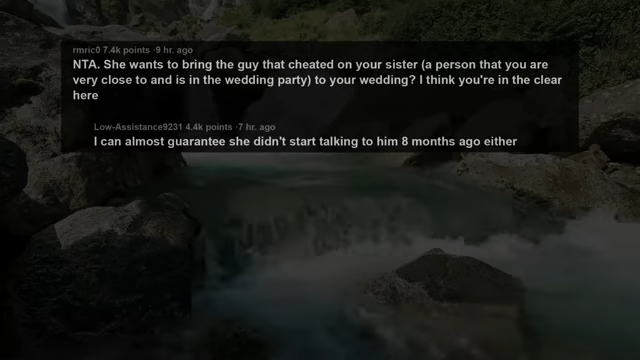 rmric0 7.4k points ·9 hr. ago
NTA. She wants to bring the guy that cheated on your sister (a person that you are
very close to and is in the wedding party) to your wedding? I think you're in the clear
here
Low-Assistance9231 4.4k points ·7 hr. ago
I can almost guarantee she didn't start talking to him 8 months ago either